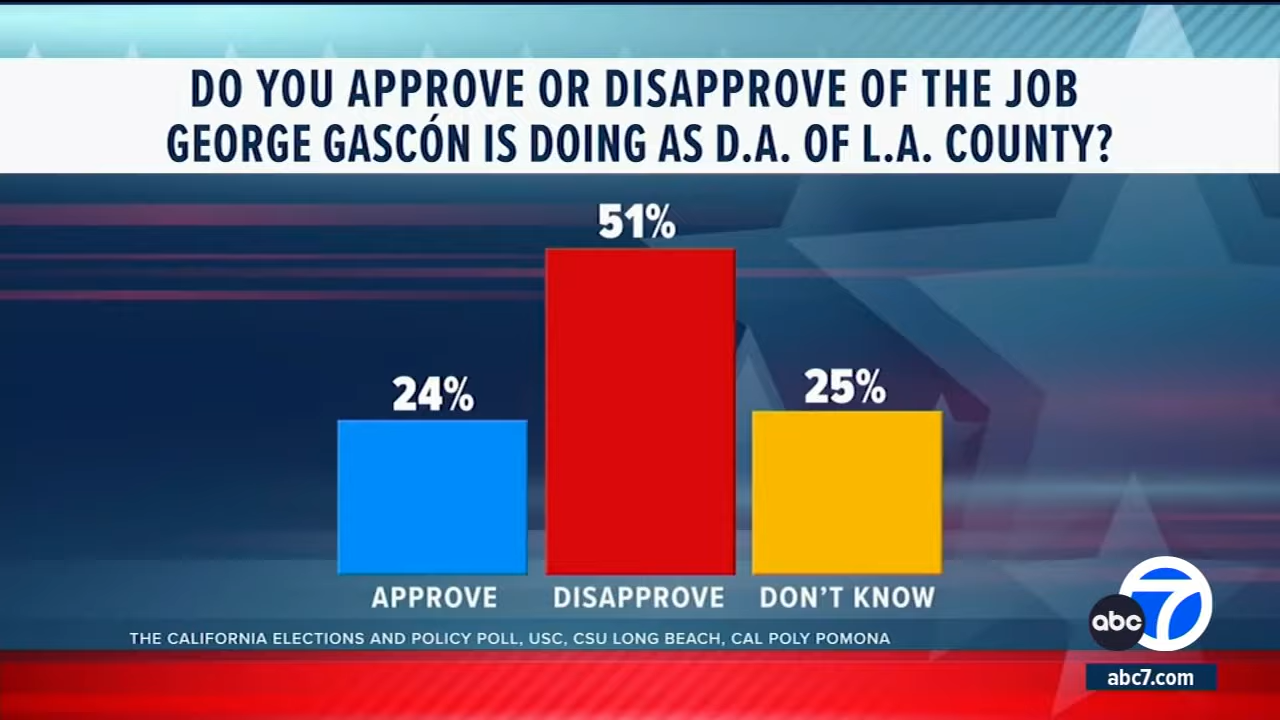 DO YOU APPROVE OR DISAPPROVE OF THE JOB
GEORGE GASCÓN IS DOING AS D.A. OF L.A. COUNTY?
51%
24%
25%
APPROVE
DISAPPROVE
DON'T KNOW
THE CALIFORNIA ELECTIONS AND POLICY POLL, USC, CSU LONG BEACH, CAL POLY POMONA
abc 7
abc7.com